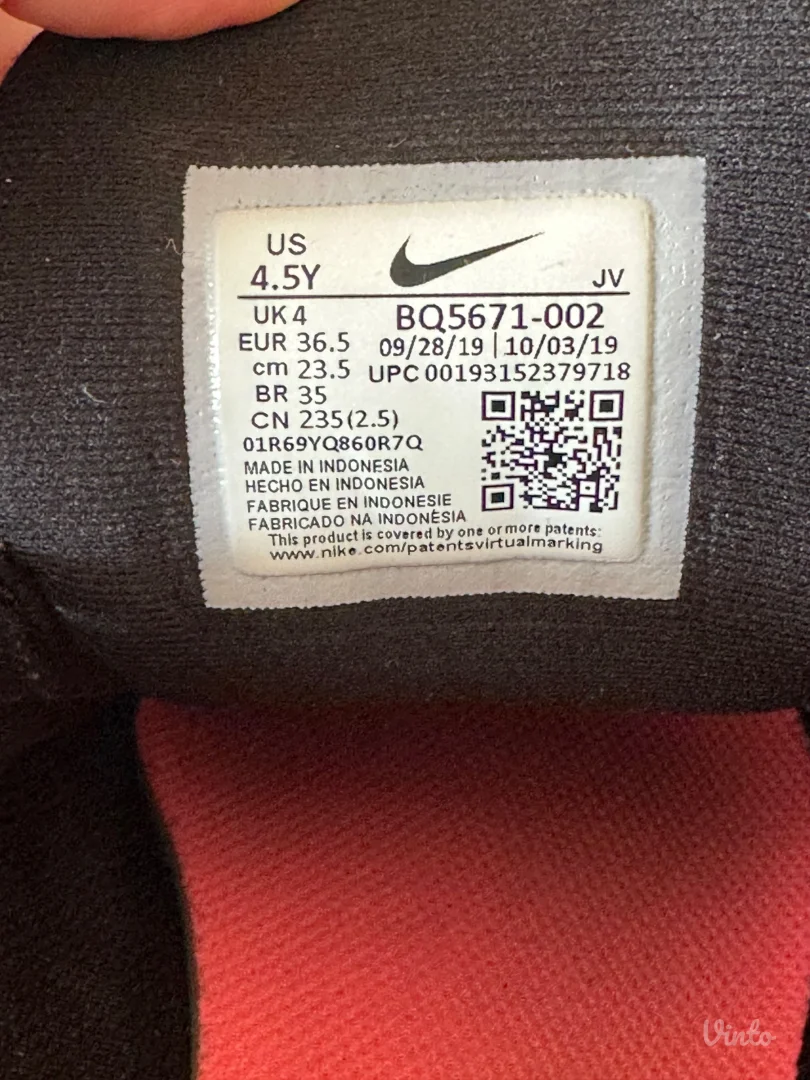 US
4.5Y
JV
UK 4
BQ5671-002
EUR 36.5
09/28/19 | 10/03/19
cm 23.5
UPC 00193152379718
BR 35
CN 235(2.5)
01R69YQ860R7Q
MADE IN INDONESIA
HECHO EN INDONESIA
FABRIQUE EN INDONESIE
FABRICADO NA INDONÉSIA
This product is covered by one or more patents:
www.nike.com/patentsvirtualmarking
Vinto